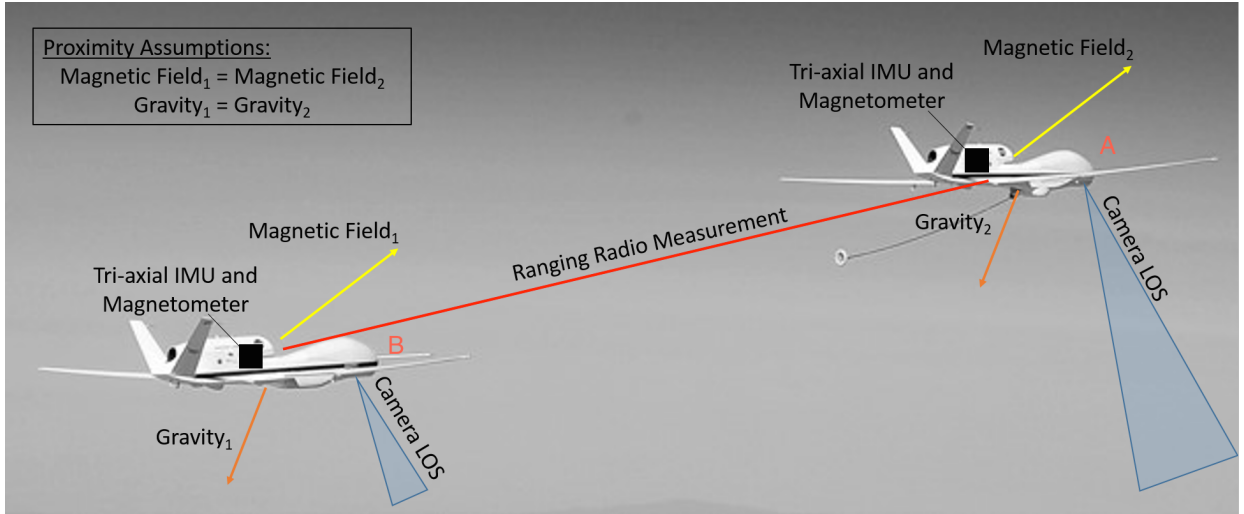 Proximity Assumptions:
Magnetic Field₁ = Magnetic Field₂
Gravity₁ = Gravity₂
Magnetic Field₂
Tri-axial IMU and
Magnetometer
A
Gravity₂
Camera LOS
Ranging Radio Measurement
Magnetic Field₁
Tri-axial IMU and
Magnetometer
B
Gravity₁
Camera LOS